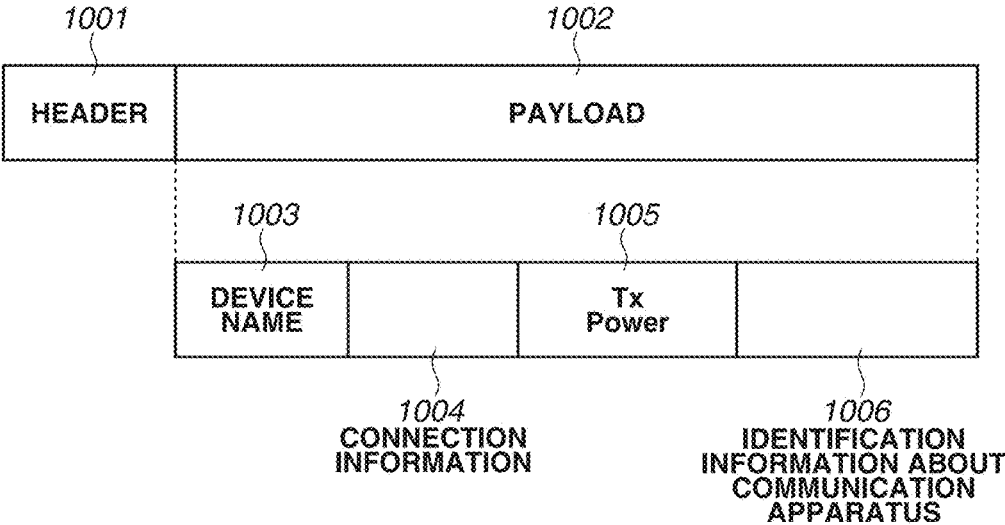 1001
1002
HEADER
PAYLOAD
1003
1005
DEVICE
NAME
Tx
Power
1004
CONNECTION
INFORMATION
1006
IDENTIFICATION
INFORMATION ABOUT
COMMUNICATION
APPARATUS